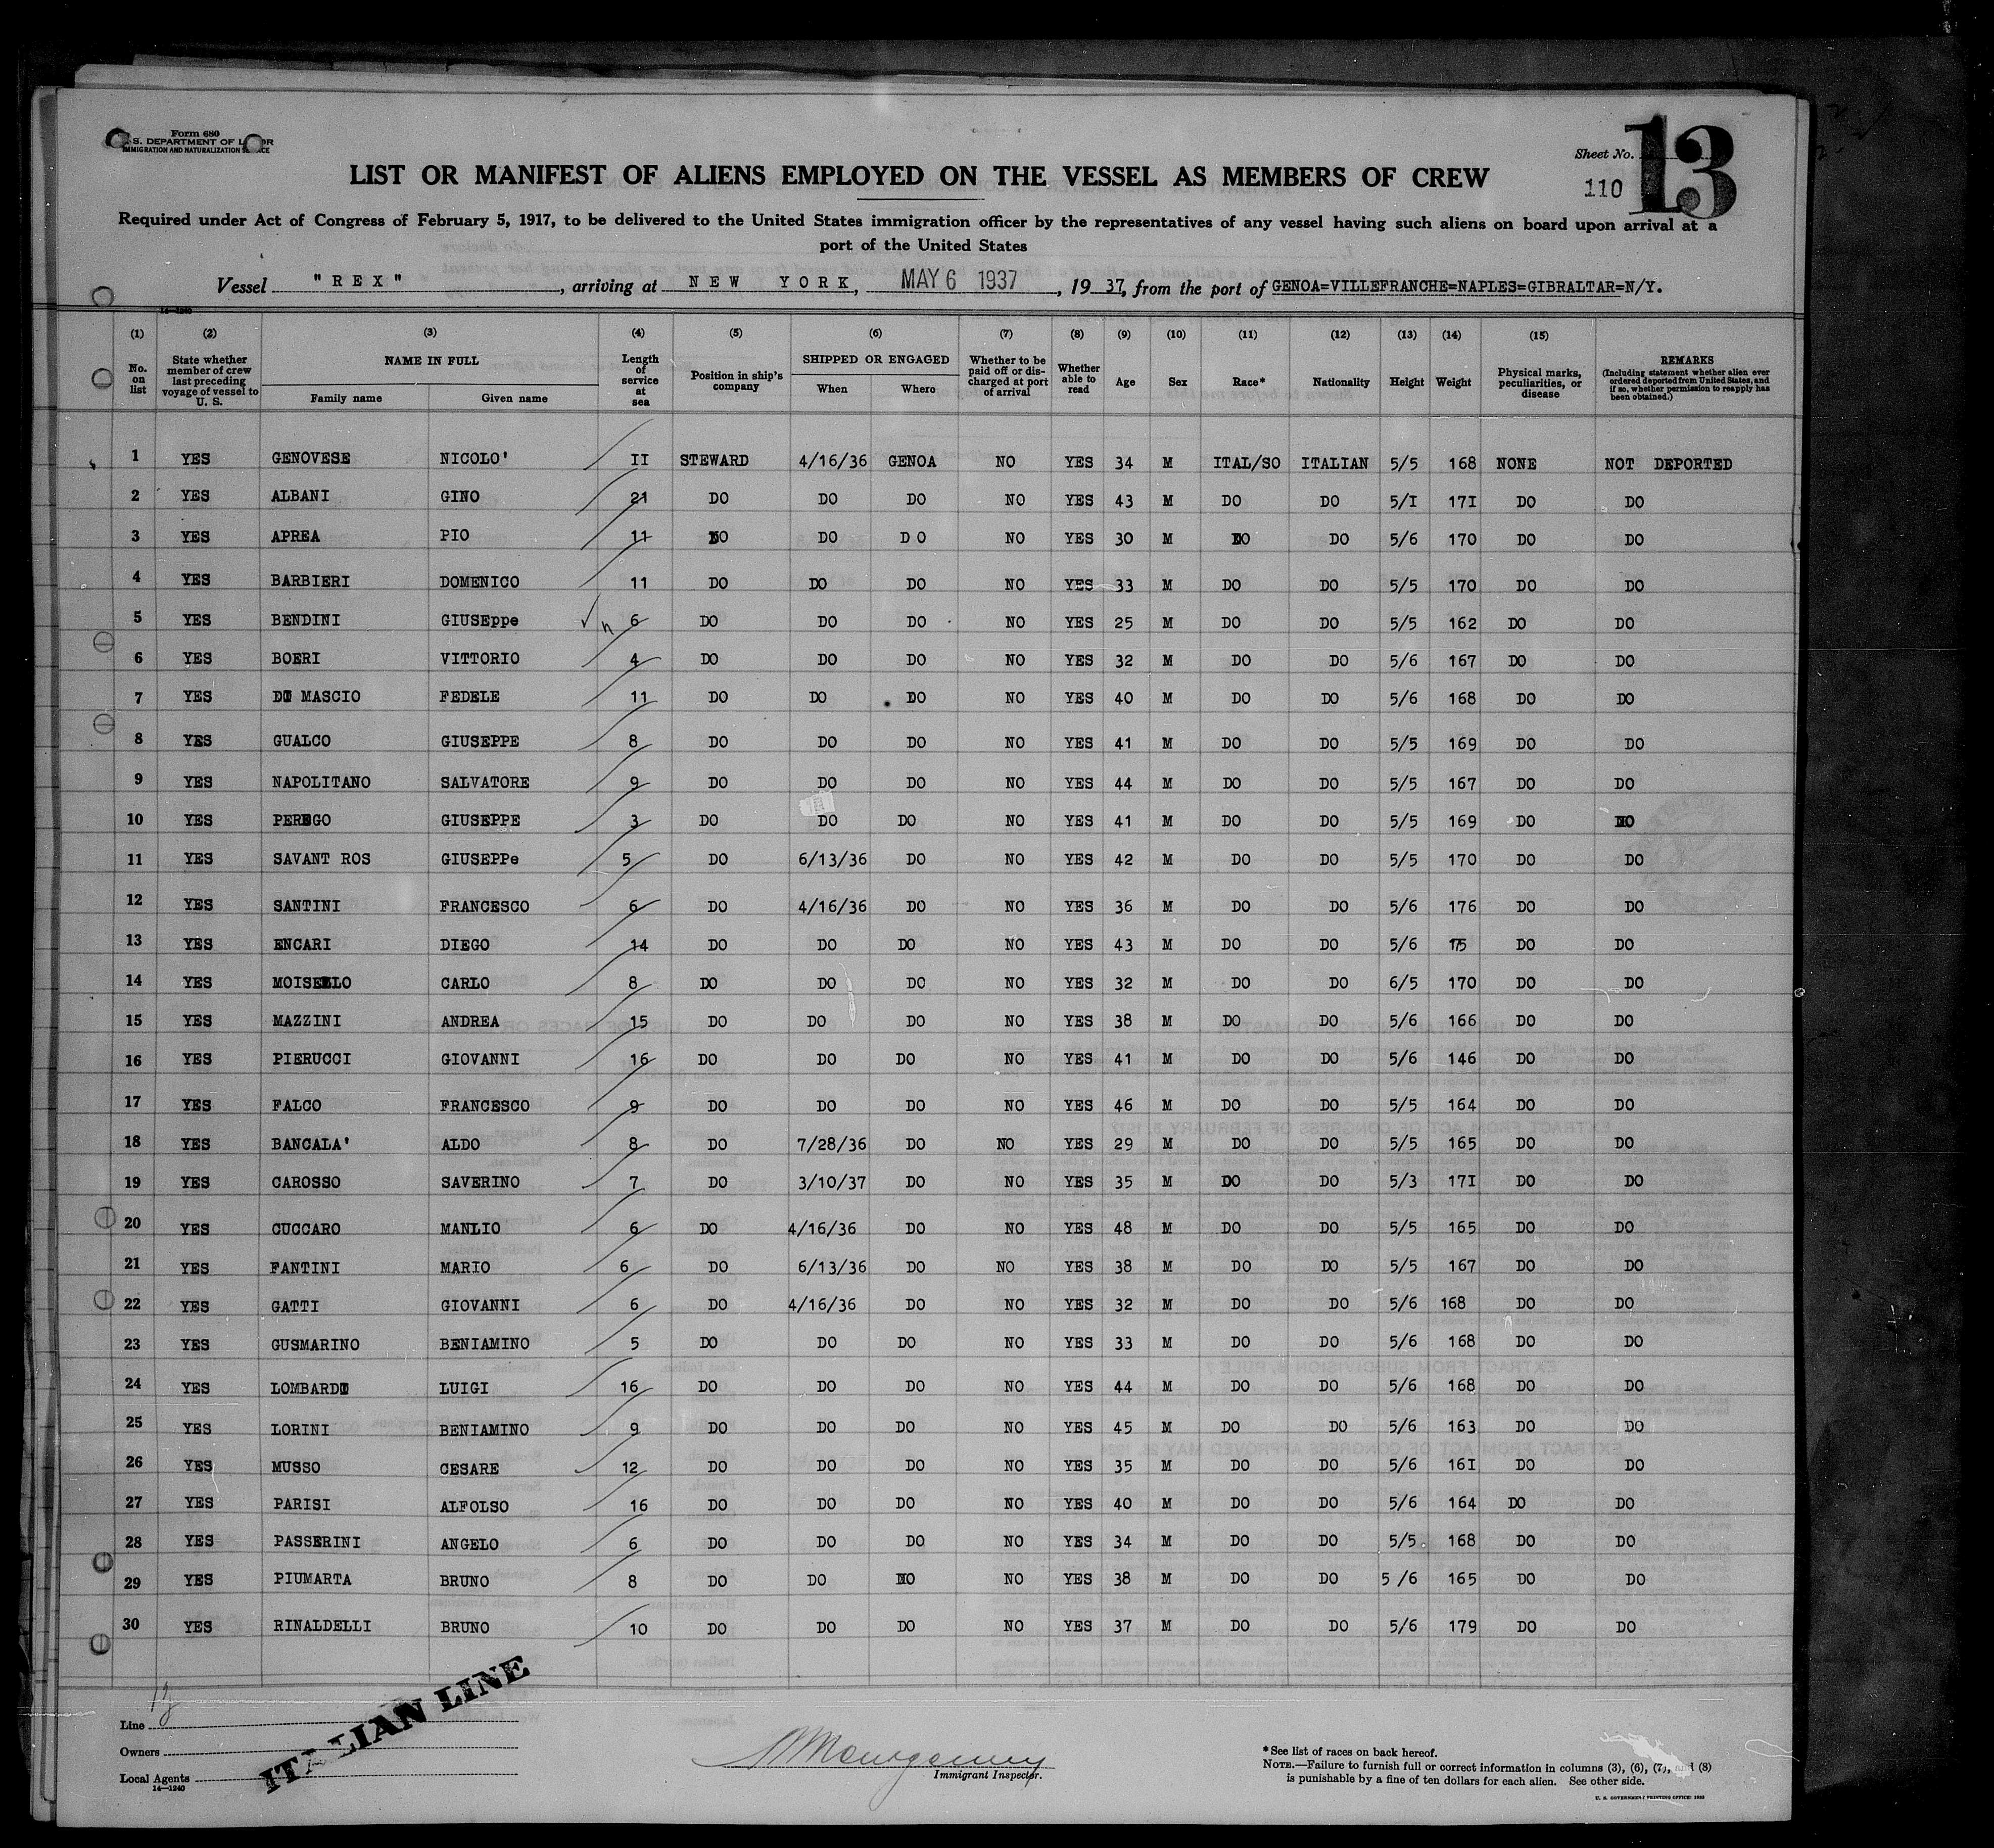 Form 680
U.S. DEPARTMENT OF LABOR
IMMIGRATION AND NATURALIZATION SERVICE
Sheet No. 13
110
LIST OR MANIFEST OF ALIENS EMPLOYED ON THE VESSEL AS MEMBERS OF CREW
Required under Act of Congress of February 5, 1917, to be delivered to the United States immigration officer by the representatives of any vessel having such aliens on board upon arrival at a
port of the United States
Vessel "REX", arriving at NEW YORK, MAY 6 1937, 1937, from the port of GENOA=VILLEFRANCHE=NAPLES=GIBRALTAR=N/Y.
14—1240
(1) (2) (3) (4) (5) (6) (7) (8) (9) (10) (11) (12) (13) (14) (15)
No. on list State whether member of crew last preceding voyage of vessel to U. S. NAME IN FULL Family name Given name Length of service at sea Position in ship's company SHIPPED OR ENGAGED When Where Whether to be paid off or discharged at port of arrival Whether able to read Age Sex Race* Nationality Height Weight Physical marks, peculiarities, or disease REMARKS (Including statement whether alien ever ordered deported from United States, and if so, whether permission to reapply has been obtained.)
1 YES GENOVESE NICOLO' II STEWARD 4/16/36 GENOA NO YES 34 M ITAL/SO ITALIAN 5/5 168 NONE NOT DEPORTED
2 YES ALBANI GINO 21 DO DO DO NO YES 43 M DO DO 5/I 17I DO DO
3 YES APREA PIO 11 DO DO D O NO YES 30 M DO DO 5/6 170 DO DO
4 YES BARBIERI DOMENICO 11 DO DO DO NO YES 33 M DO DO 5/5 170 DO DO
5 YES BENDINI GIUSEppe 6 DO DO DO NO YES 25 M DO DO 5/5 162 DO DO
6 YES BOERI VITTORIO 4 DO DO DO NO YES 32 M DO DO 5/6 167 DO DO
7 YES DI MASCIO FEDELE 11 DO DO DO NO YES 40 M DO DO 5/6 168 DO DO
8 YES GUALCO GIUSEPPE 8 DO DO DO NO YES 41 M DO DO 5/5 169 DO DO
9 YES NAPOLITANO SALVATORE 9 DO DO DO NO YES 44 M DO DO 5/5 167 DO DO
10 YES PEREGO GIUSEPPE 3 DO DO DO NO YES 41 M DO DO 5/5 169 DO DO
11 YES SAVANT ROS GIUSEPPe 5 DO 6/13/36 DO NO YES 42 M DO DO 5/5 170 DO DO
12 YES SANTINI FRANCESCO 6 DO 4/16/36 DO NO YES 36 M DO DO 5/6 176 DO DO
13 YES ENCARI DIEGO 14 DO DO DO NO YES 43 M DO DO 5/6 175 DO DO
14 YES MOISELLO CARLO 8 DO DO DO NO YES 32 M DO DO 6/5 170 DO DO
15 YES MAZZINI ANDREA 15 DO DO DO NO YES 38 M DO DO 5/6 166 DO DO
16 YES PIERUCCI GIOVANNI 16 DO DO DO NO YES 41 M DO DO 5/6 146 DO DO
17 YES FALCO FRANCESCO 9 DO DO DO NO YES 46 M DO DO 5/5 164 DO DO
18 YES BANCALA' ALDO 8 DO 7/28/36 DO NO YES 29 M DO DO 5/5 165 DO DO
19 YES CAROSSO SAVERINO 7 DO 3/10/37 DO NO YES 35 M DO DO 5/3 17I DO DO
20 YES CUCCARO MANLIO 6 DO 4/16/36 DO NO YES 48 M DO DO 5/5 165 DO DO
21 YES FANTINI MARIO 6 DO 6/13/36 DO NO YES 38 M DO DO 5/5 167 DO DO
22 YES GATTI GIOVANNI 6 DO 4/16/36 DO NO YES 32 M DO DO 5/6 168 DO DO
23 YES GUSMARINO BENIAMINO 5 DO DO DO NO YES 33 M DO DO 5/6 168 DO DO
24 YES LOMBARDI LUIGI 16 DO DO DO NO YES 44 M DO DO 5/6 168 DO DO
25 YES LORINI BENIAMINO 9 DO DO DO NO YES 45 M DO DO 5/6 163 DO DO
26 YES MUSSO CESARE 12 DO DO DO NO YES 35 M DO DO 5/6 16I DO DO
27 YES PARISI ALFOLSO 16 DO DO DO NO YES 40 M DO DO 5/6 164 DO DO
28 YES PASSERINI ANGELO 6 DO DO DO NO YES 34 M DO DO 5/5 168 DO DO
29 YES PIUMARTA BRUNO 8 DO DO DO NO YES 38 M DO DO 5 /6 165 DO DO
30 YES RINALDELLI BRUNO 10 DO DO DO NO YES 37 M DO DO 5/6 179 DO DO
Line
Owners
Local Agents
14—1240
ITALIAN LINE
Montgomery
Immigrant Inspector.
*See list of races on back hereof.
NOTE.—Failure to furnish full or correct information in columns (3), (6), (7), and (8)
is punishable by a fine of ten dollars for each alien. See other side.
U. S. GOVERNMENT PRINTING OFFICE